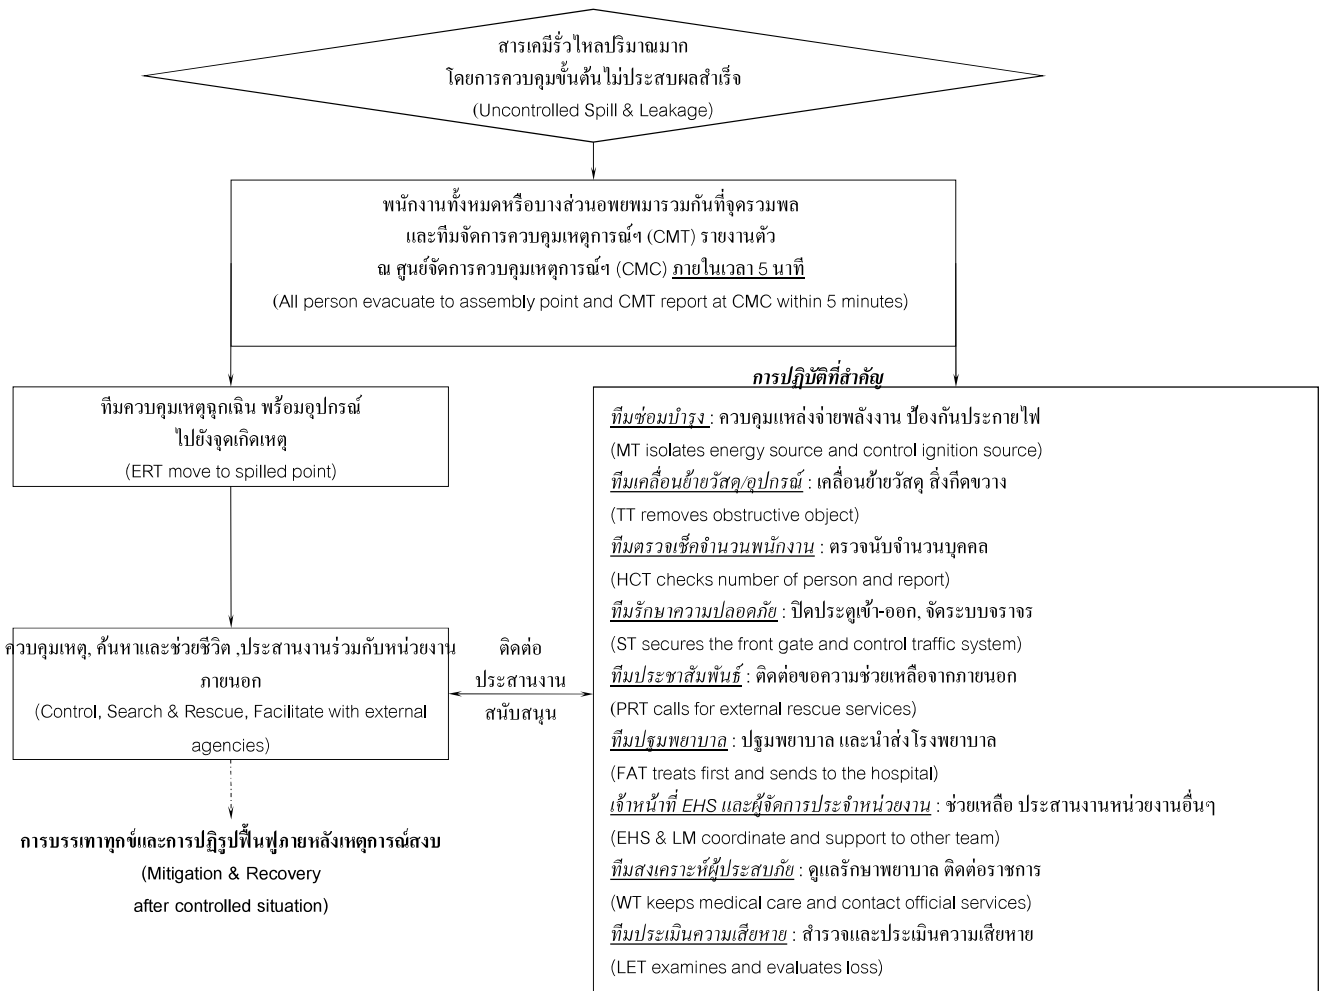 สารเคมีรั่วไหลปริมาณมาก
โดยการควบคุมขั้นต้นไม่ประสบผลสำเร็จ
(Uncontrolled Spill & Leakage)
พนักงานทั้งหมดหรือบางส่วนอพยพมารวมกันที่จุดรวมพล
และทีมจัดการควบคุมเหตุการณ์ฯ (CMT) รายงานตัว
ณ ศูนย์จัดการควบคุมเหตุการณ์ฯ (CMC) ภายในเวลา 5 นาที
(All person evacuate to assembly point and CMT report at CMC within 5 minutes)
ทีมควบคุมเหตุฉุกเฉิน พร้อมอุปกรณ์
ไปยังจุดเกิดเหตุ
(ERT move to spilled point)
ควบคุมเหตุ, ค้นหาและช่วยชีวิต ,ประสานงานร่วมกับหน่วยงาน
ภายนอก
(Control, Search & Rescue, Facilitate with external
agencies)
การบรรเทาทุกข์และการปฏิรูปฟื้นฟูภายหลังเหตุการณ์สงบ
(Mitigation & Recovery
after controlled situation)
ติดต่อ
ประสานงาน
สนับสนุน
การปฏิบัติที่สำคัญ
ทีมซ่อมบำรุง : ควบคุมแหล่งจ่ายพลังงาน ป้องกันประกายไฟ
(MT isolates energy source and control ignition source)
ทีมเคลื่อนย้ายวัสดุ/อุปกรณ์ : เคลื่อนย้ายวัสดุ สิ่งกีดขวาง
(TT removes obstructive object)
ทีมตรวจเช็คจำนวนพนักงาน : ตรวจนับจำนวนบุคคล
(HCT checks number of person and report)
ทีมรักษาความปลอดภัย : ปิดประตูเข้า-ออก, จัดระบบจราจร
(ST secures the front gate and control traffic system)
ทีมประชาสัมพันธ์ : ติดต่อขอความช่วยเหลือจากภายนอก
(PRT calls for external rescue services)
ทีมปฐมพยาบาล : ปฐมพยาบาล และนำส่งโรงพยาบาล
(FAT treats first and sends to the hospital)
เจ้าหน้าที่ EHS และผู้จัดการประจำหน่วยงาน : ช่วยเหลือ ประสานงานหน่วยงานอื่นๆ
(EHS & LM coordinate and support to other team)
ทีมสงเคราะห์ผู้ประสบภัย : ดูแลรักษาพยาบาล ติดต่อราชการ
(WT keeps medical care and contact official services)
ทีมประเมินความเสียหาย : สำรวจและประเมินความเสียหาย
(LET examines and evaluates loss)